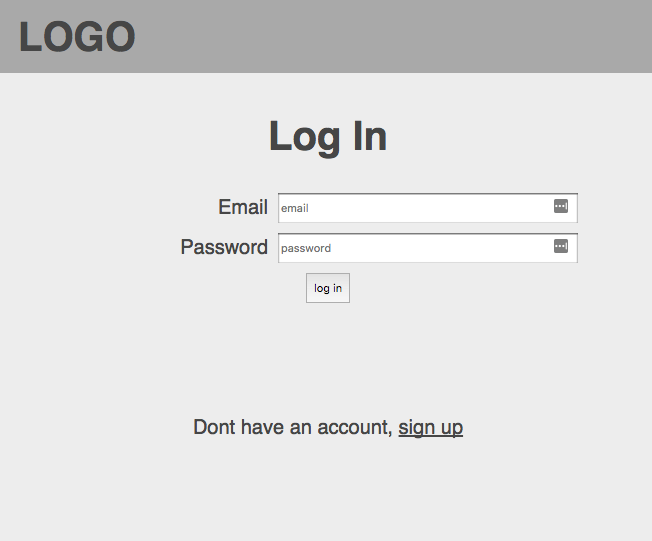 LOGO
Log In
Email email
Password password
log in
Dont have an account, sign up